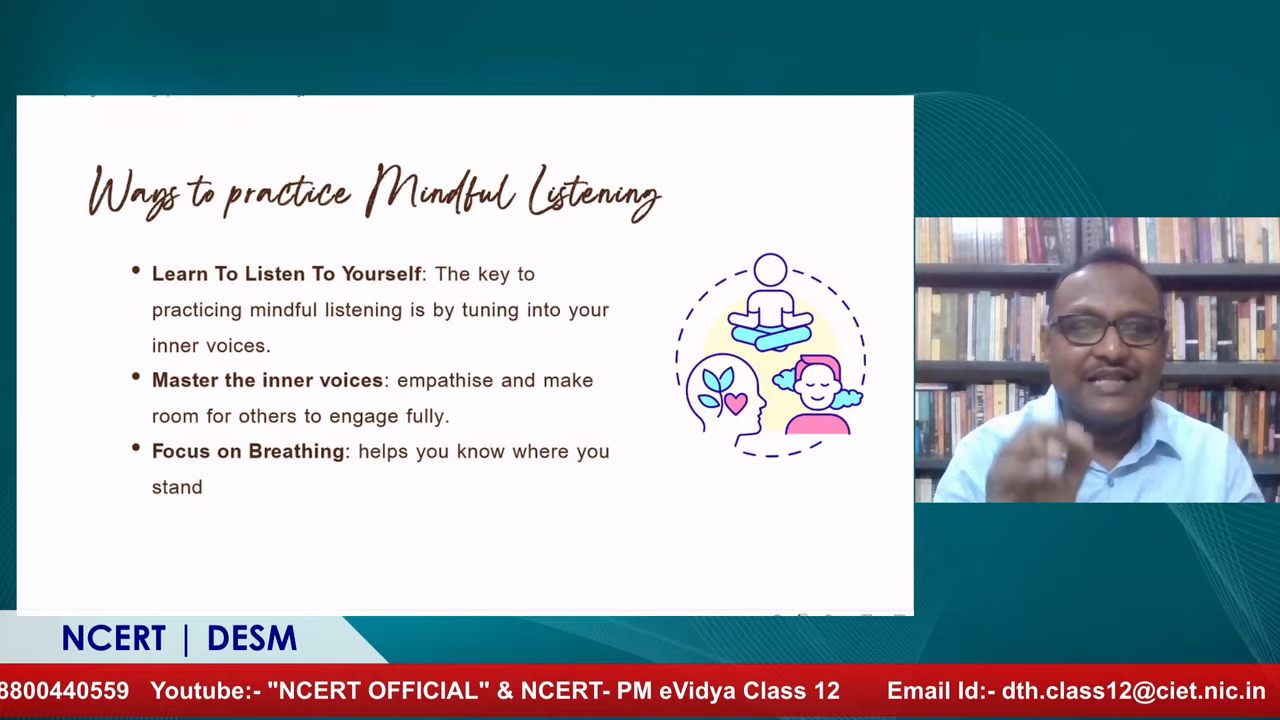 Ways to practice Mindful Listening
• Learn To Listen To Yourself: The key to
practicing mindful listening is by tuning into your
inner voices.
• Master the inner voices: empathise and make
room for others to engage fully.
• Focus on Breathing: helps you know where you
stand
NCERT | DESM
8800440559 Youtube:- "NCERT OFFICIAL" & NCERT- PM eVidya Class 12 Email Id:- dth.class12@ciet.nic.in